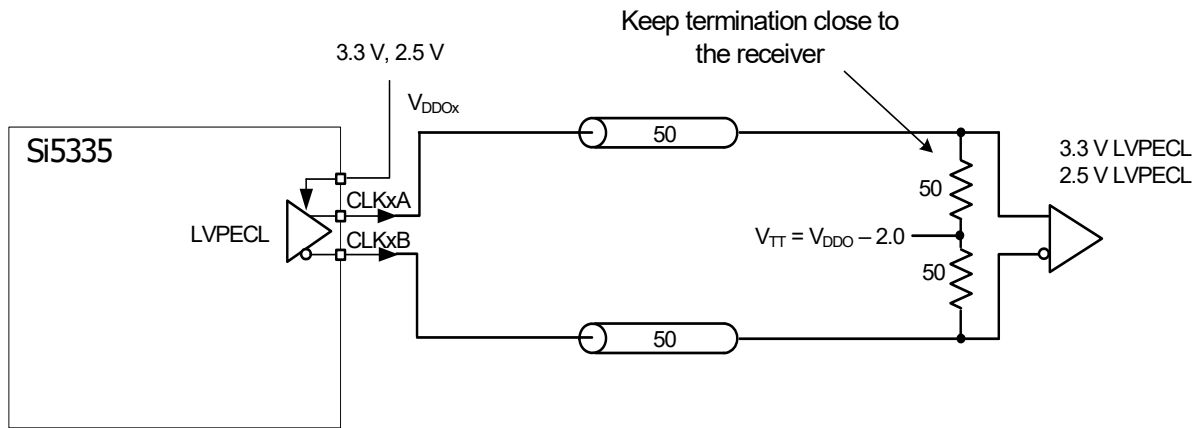 Keep termination close to
the receiver
3.3 V, 2.5 V
VDDOx
50
Si5335
3.3 V LVPECL
2.5 V LVPECL
50
CLKxA
LVPECL
VTT = VDDO – 2.0
CLKxB
50
50